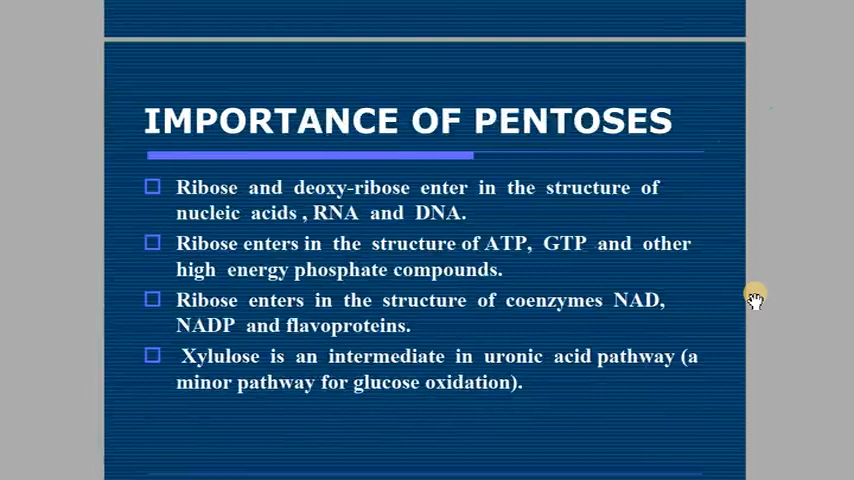 IMPORTANCE OF PENTOSES
Ribose and deoxy-ribose enter in the structure of
nucleic acids , RNA and DNA.
Ribose enters in the structure of ATP, GTP and other
high energy phosphate compounds.
Ribose enters in the structure of coenzymes NAD,
NADP and flavoproteins.
Xylulose is an intermediate in uronic acid pathway (a
minor pathway for glucose oxidation).